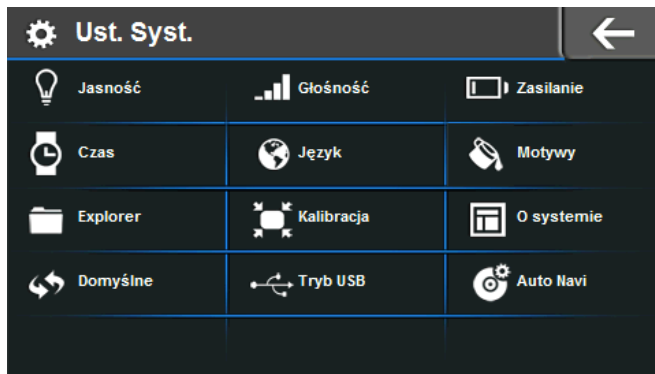 Ust. Syst.
Jasność
Głośność
Zasilanie
Czas
Język
Motywy
Explorer
Kalibracja
O systemie
Domyślne
Tryb USB
Auto Navi